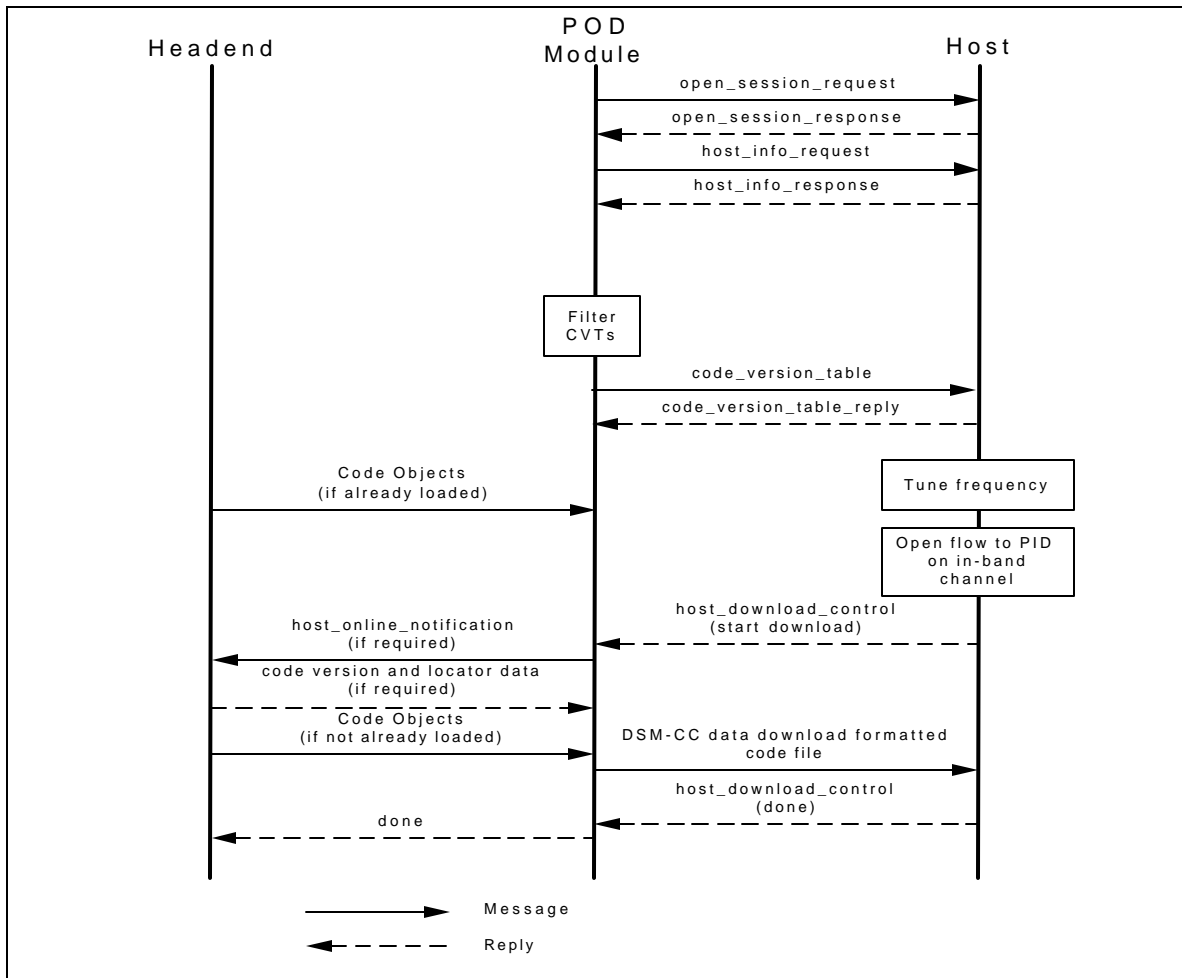 Headend
POD
Module
Host
open_session_request
open_session_response
host_info_request
host_info_response
Filter
CVTs
code_version_table
code_version_table_reply
Code Objects
(if already loaded)
Tune frequency
Open flow to PID
on in-band
channel
host_download_control
(start download)
host_online_notification
(if required)
code version and locator data
(if required)
Code Objects
(if not already loaded)
DSM-CC data download formatted
code file
host_download_control
(done)
done
Message
Reply